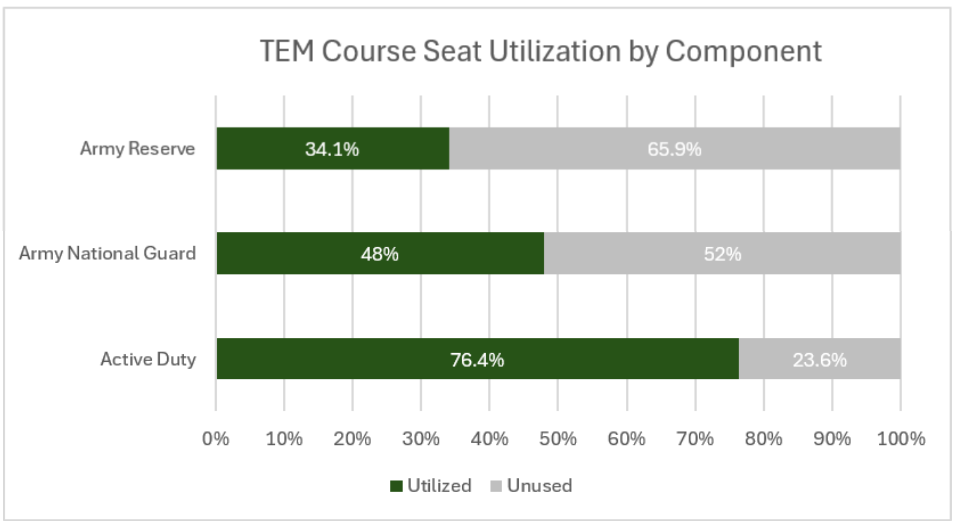 TEM Course Seat Utilization by Component
Army Reserve
34.1%
65.9%
Army National Guard
48%
52%
Active Duty
76.4%
23.6%
0% 10% 20% 30% 40% 50% 60% 70% 80% 90% 100%
Utilized Unused